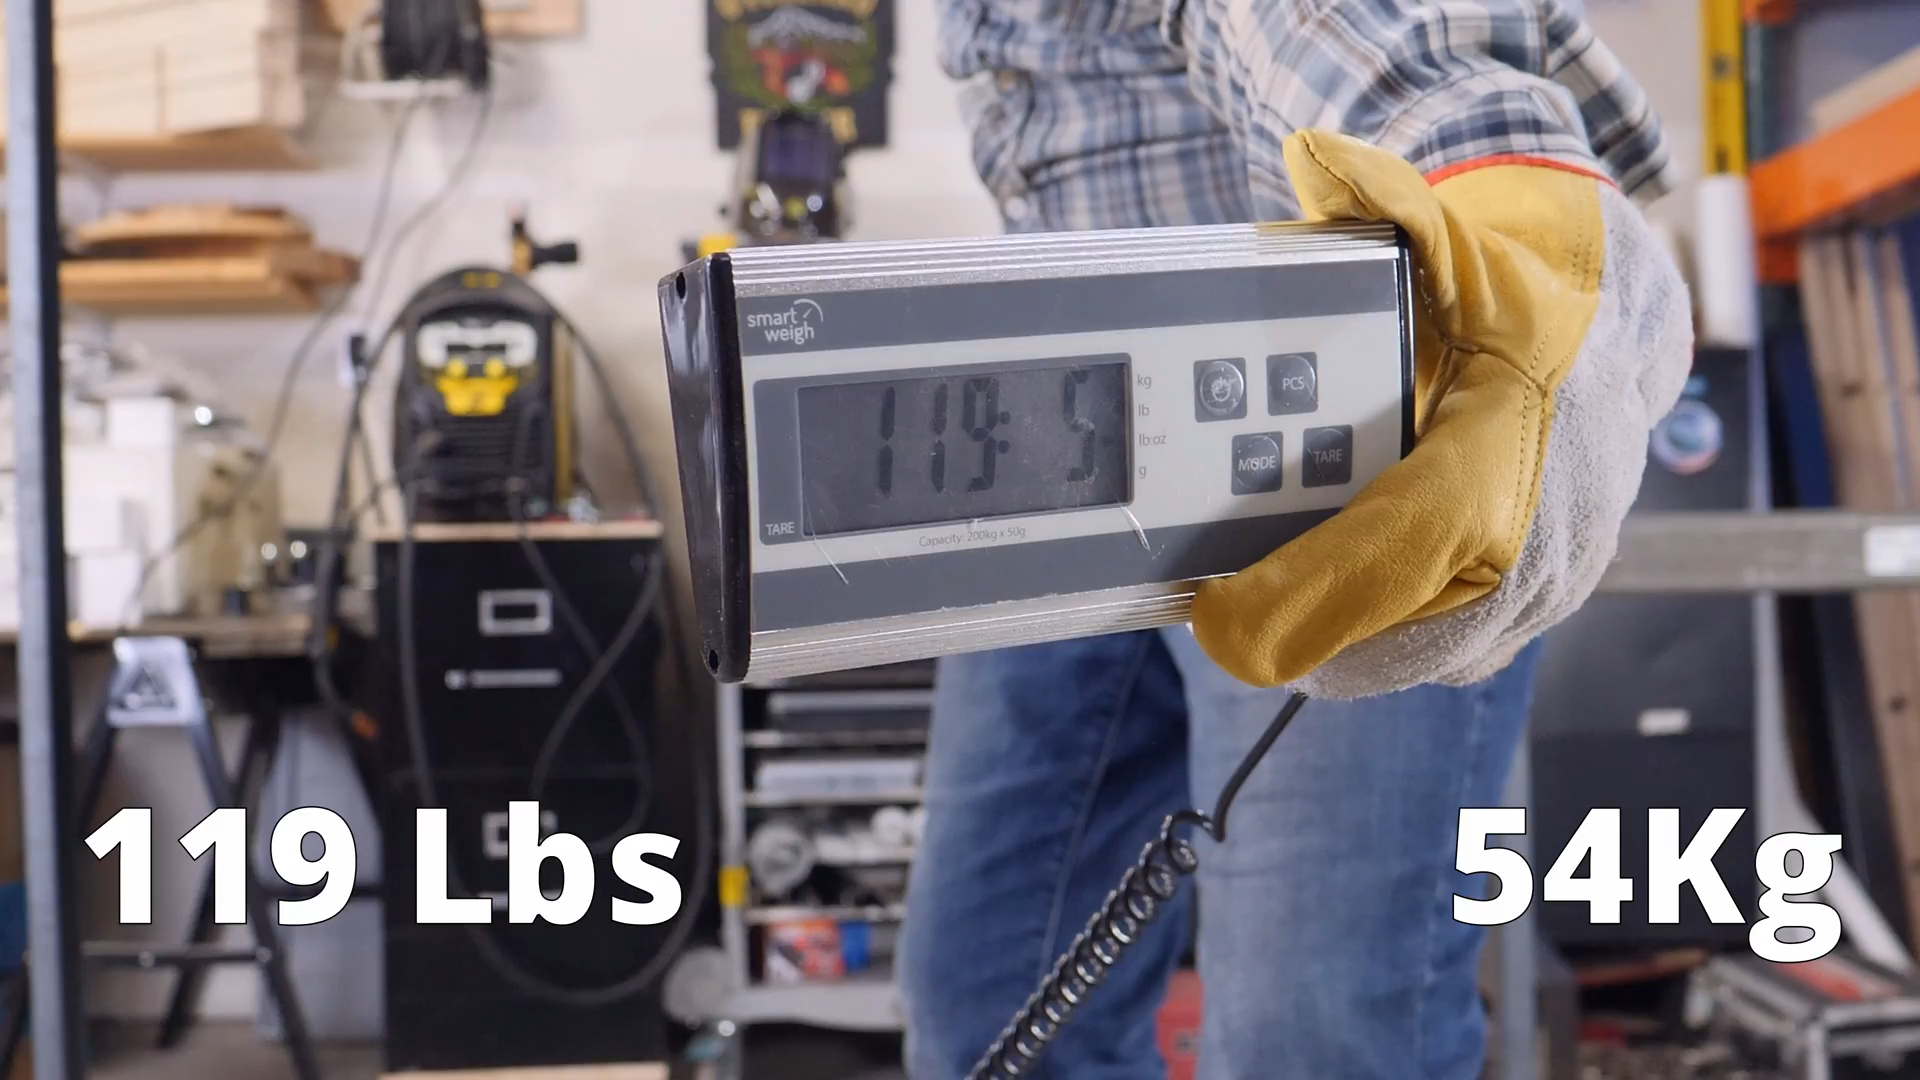 smart
weigh
119: 5
kg
lb
lb:oz
g
PCS
MODE
TARE
TARE
Capacity: 200kg x 50g
119 Lbs
54Kg